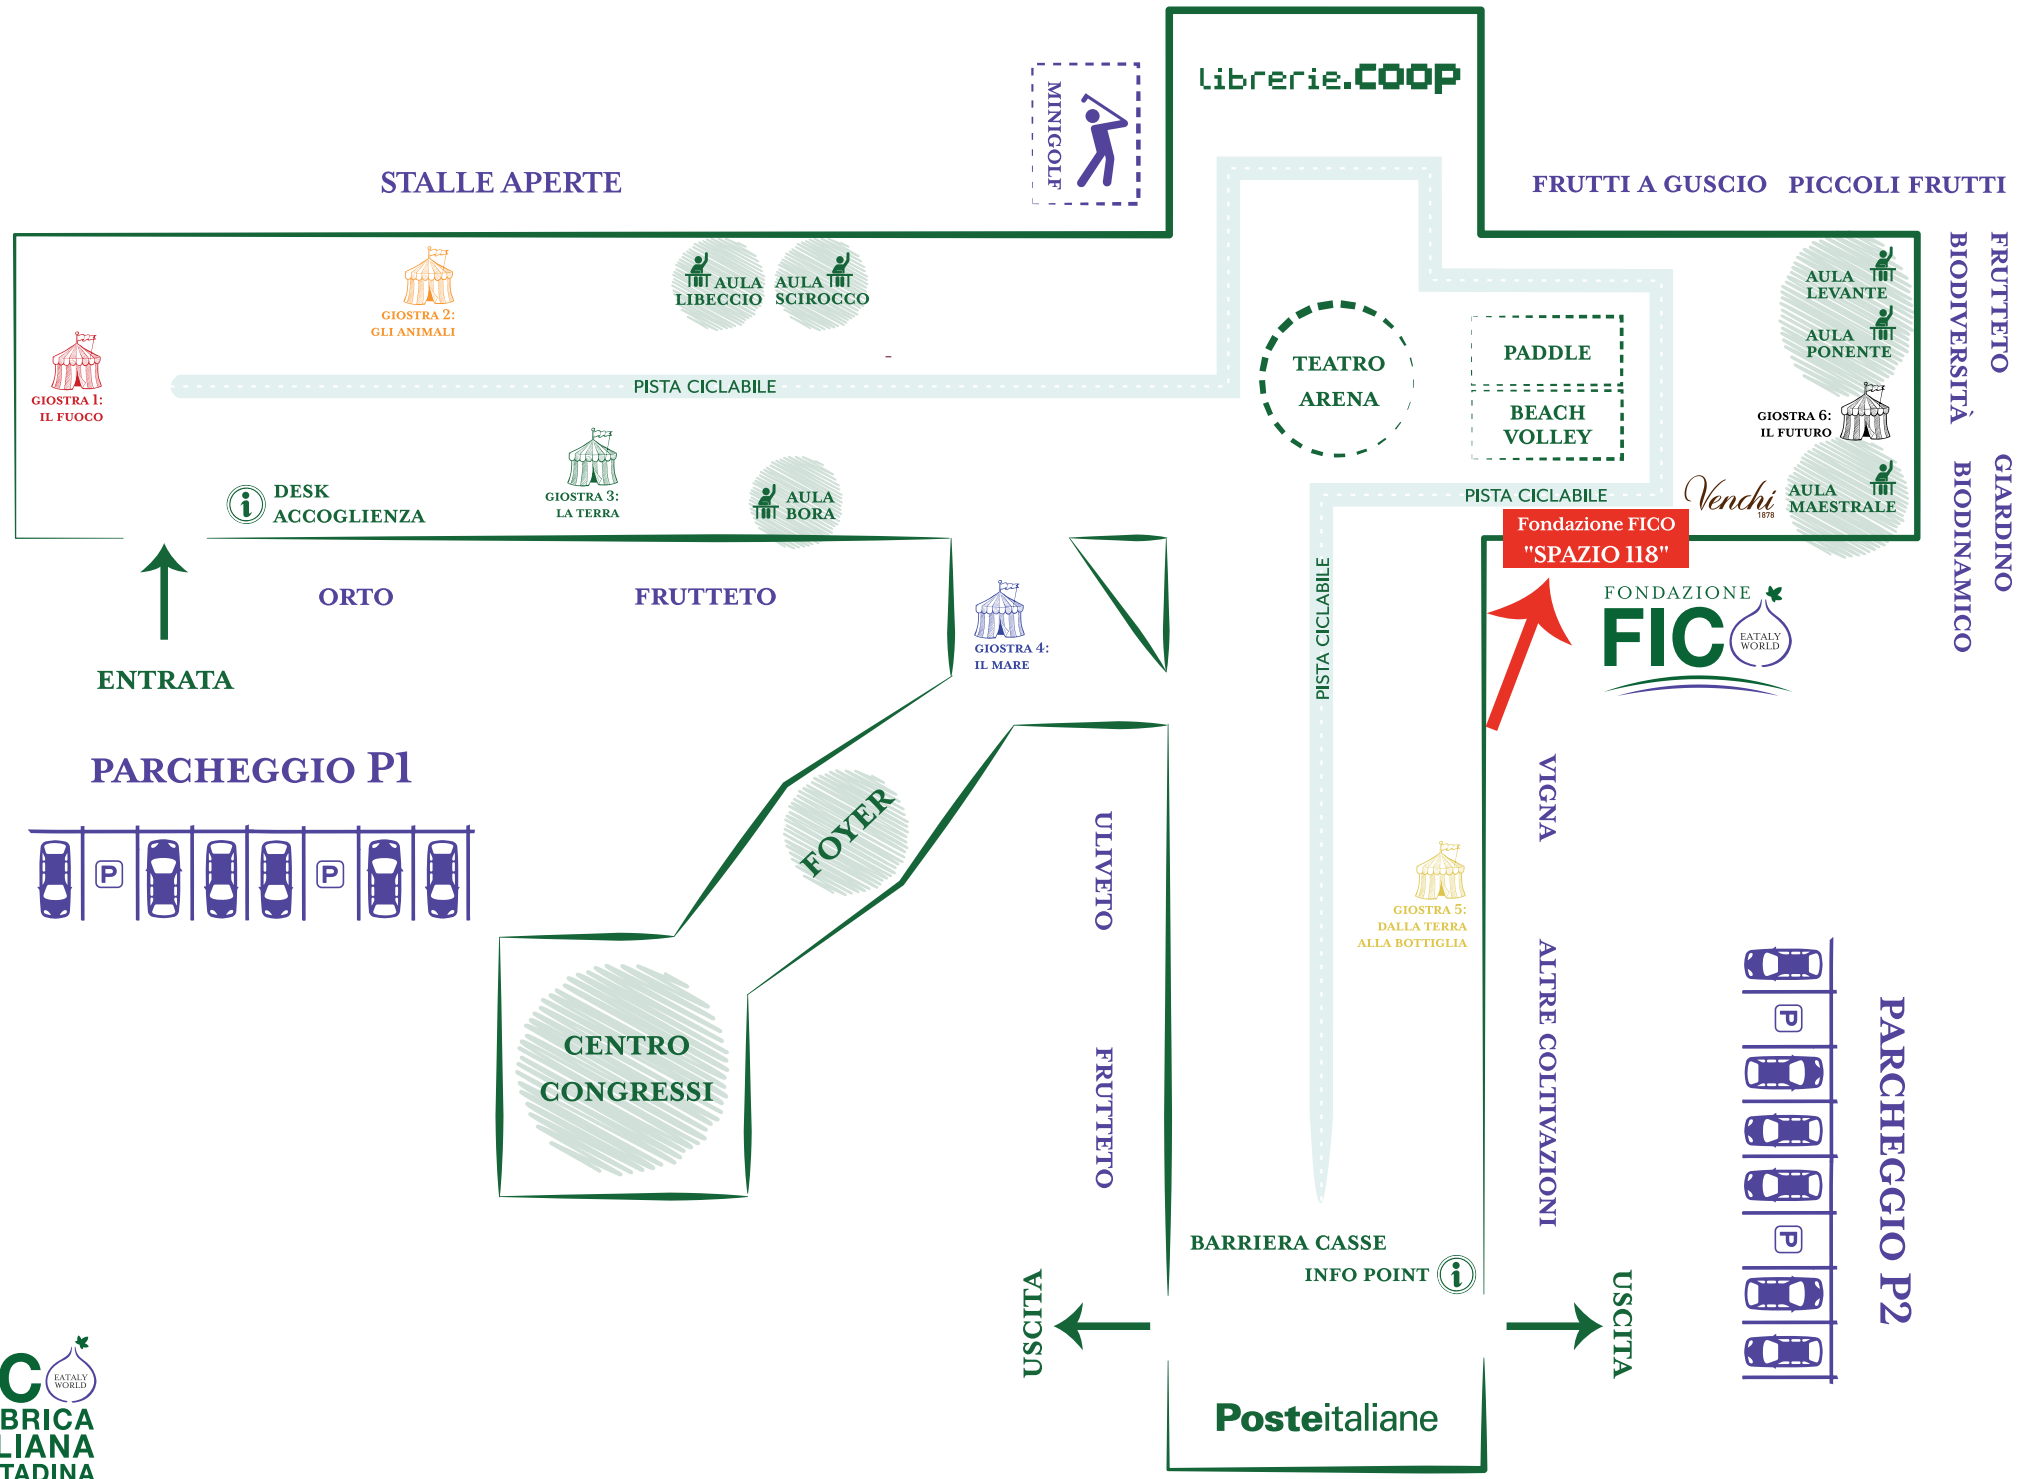 librerie.coop
MINIGOLF
STALLE APERTE
FRUTTI A GUSCIO
PICCOLI FRUTTI
FRUTTETO
BIODIVERSITÀ
GIARDINO
BIODINAMICO
GIOSTRA 2:
GLI ANIMALI
AULA
LIBECCIO
AULA
SCIROCCO
AULA
LEVANTE
AULA
PONENTE
GIOSTRA 1:
IL FUOCO
PISTA CICLABILE
TEATRO
ARENA
PADDLE
BEACH
VOLLEY
GIOSTRA 6:
IL FUTURO
DESK
ACCOGLIENZA
GIOSTRA 3:
LA TERRA
AULA
BORA
PISTA CICLABILE
Venchi
1878
AULA
MAESTRALE
Fondazione FICO
"SPAZIO 118"
PISTA CICLABILE
ORTO
FRUTTETO
GIOSTRA 4:
IL MARE
FONDAZIONE
FICO
EATALY
WORLD
ENTRATA
PARCHEGGIO P1
P
P
FOYER
ULIVETO
VIGNA
GIOSTRA 5:
DALLA TERRA
ALLA BOTTIGLIA
CENTRO
CONGRESSI
FRUTTETO
ALTRE COLTIVAZIONI
PARCHEGGIO P2
P
P
BARRIERA CASSE
INFO POINT
USCITA
USCITA
Posteitaliane
CO
EATALY
WORLD
BRICA
LIANA
TADINA